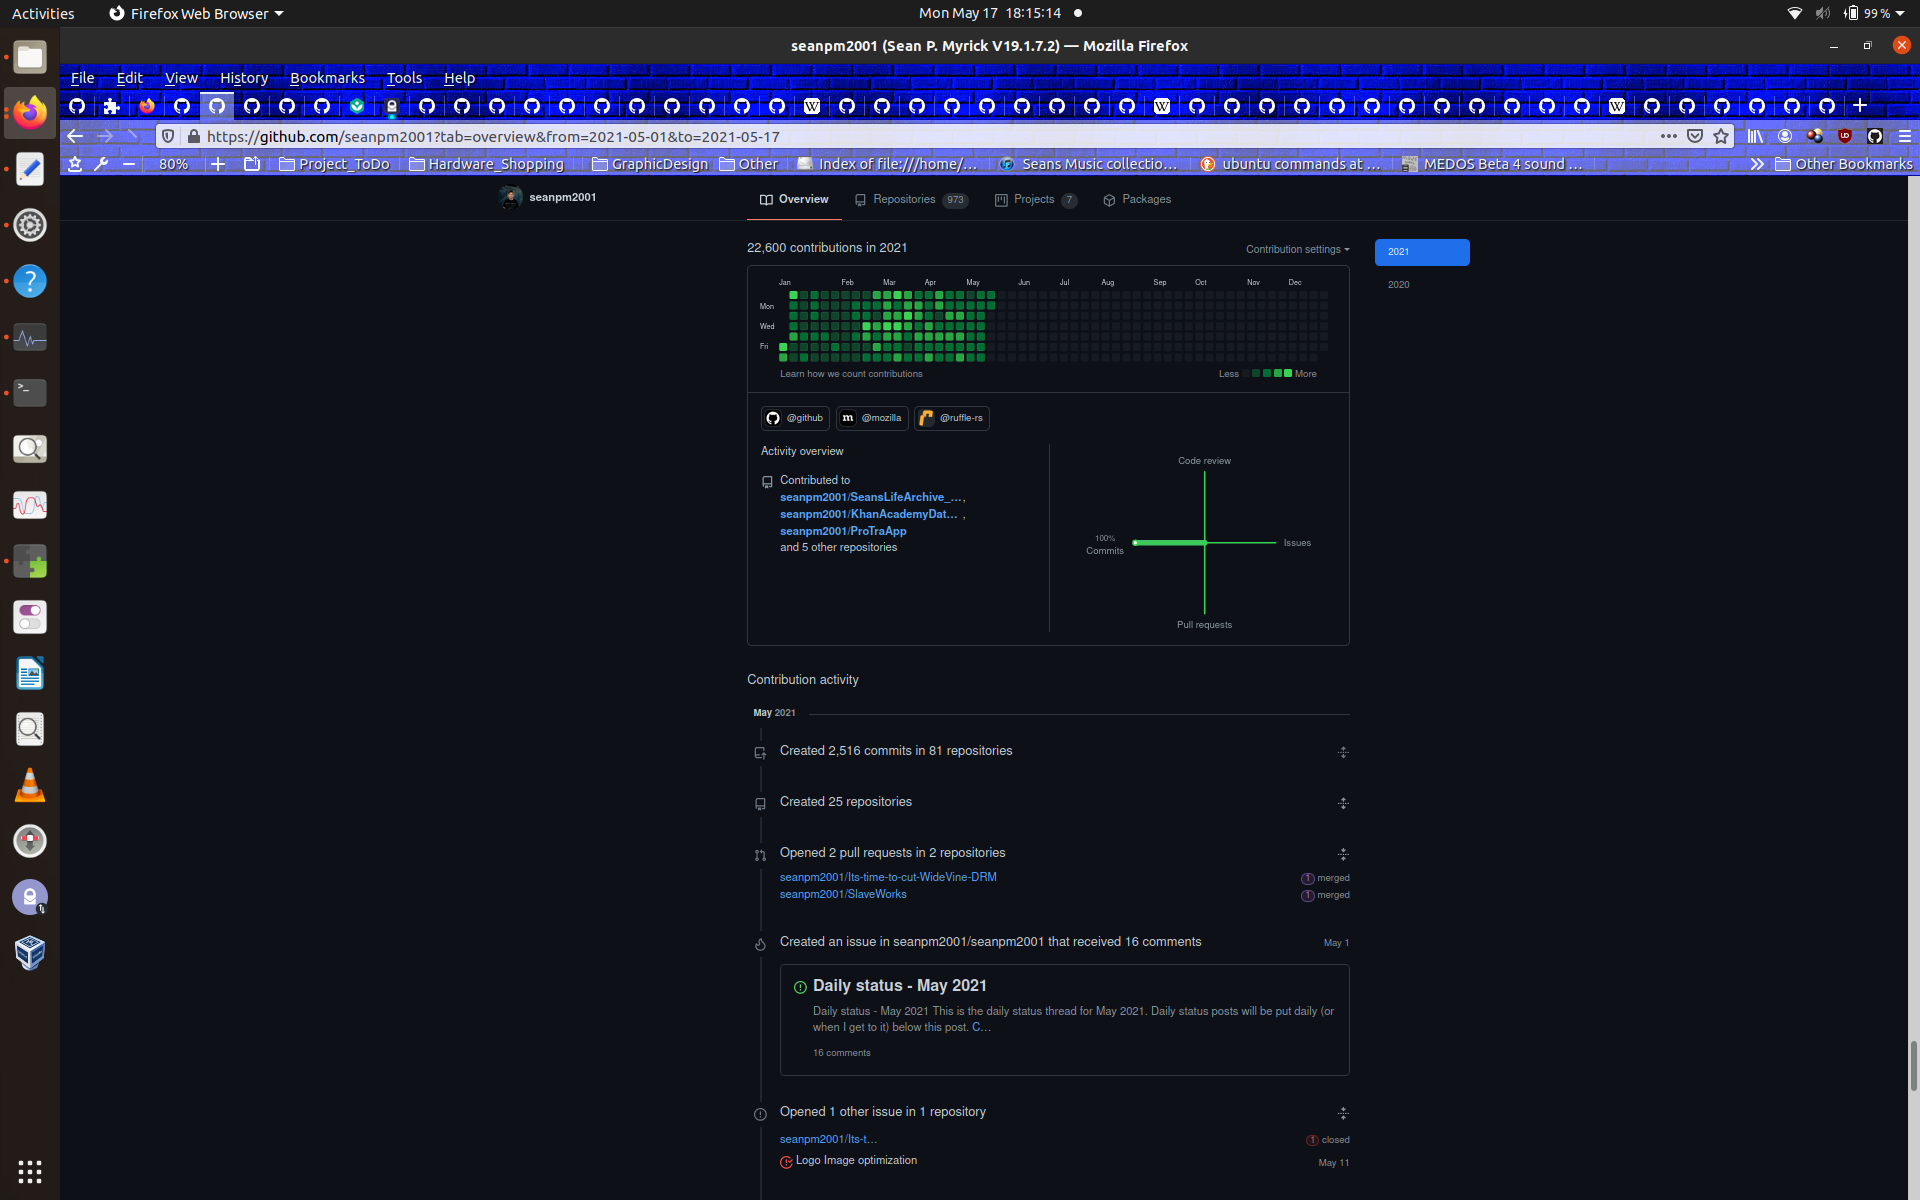 Activities
Firefox Web Browser
Mon May 17 18:15:14
99 %
seanpm2001 (Sean P. Myrick V19.1.7.2) — Mozilla Firefox
File Edit View History Bookmarks Tools Help
https://github.com/seanpm2001?tab=overview&from=2021-05-01&to=2021-05-17
80%
Project_ToDo
Hardware_Shopping
GraphicDesign
Other
Index of file:///home/…
Seans Music collectio…
ubuntu commands at …
MEDOS Beta 4 sound …
Other Bookmarks
seanpm2001
Overview
Repositories 973
Projects 7
Packages
22,600 contributions in 2021
Contribution settings
2021
2020
Jan Feb Mar Apr May Jun Jul Aug Sep Oct Nov Dec
Mon
Wed
Fri
Learn how we count contributions
Less More
@github
@mozilla
@ruffle-rs
Activity overview
Contributed to
seanpm2001/SeansLifeArchive_…,
seanpm2001/KhanAcademyDat… ,
seanpm2001/ProTraApp
and 5 other repositories
Code review
100%
Commits
Issues
Pull requests
Contribution activity
May 2021
Created 2,516 commits in 81 repositories
Created 25 repositories
Opened 2 pull requests in 2 repositories
seanpm2001/Its-time-to-cut-WideVine-DRM 1 merged
seanpm2001/SlaveWorks 1 merged
Created an issue in seanpm2001/seanpm2001 that received 16 comments May 1
Daily status - May 2021
Daily status - May 2021 This is the daily status thread for May 2021. Daily status posts will be put daily (or
when I get to it) below this post. C…
16 comments
Opened 1 other issue in 1 repository
seanpm2001/Its-t… 1 closed
Logo Image optimization May 11